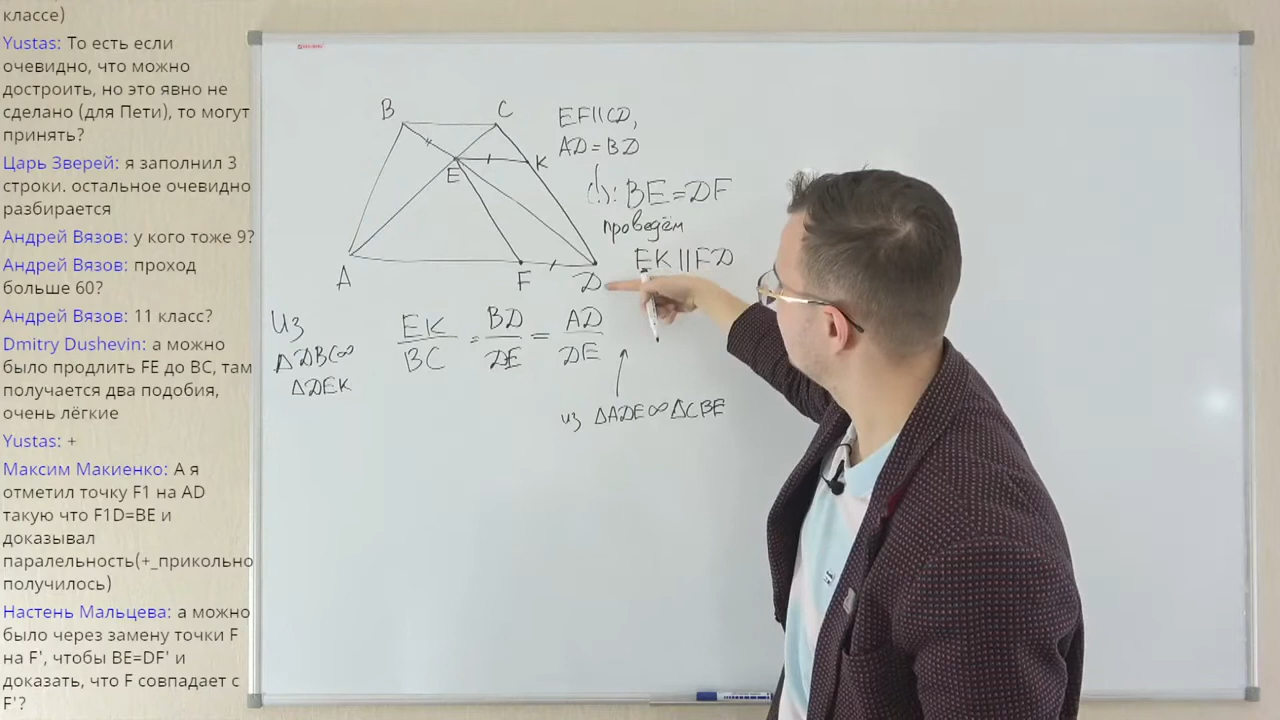 классе)
Yustas: То есть если
очевидно, что можно
достроить, но это явно не
сделано (для Пети), то могут
принять?
Царь Зверей: я заполнил 3
строки. остальное очевидно
разбирается
Андрей Вязов: у кого тоже 9?
Андрей Вязов: проход
больше 60?
Андрей Вязов: 11 класс?
Dmitry Dushevin: а можно
было продлить FE до BC, там
получается два подобия,
очень лёгкие
Yustas: +
Максим Макиенко: А я
отметил точку F1 на AD
такую что F1D=BE и
доказывал
паралельность(+_прикольно
получилось)
Настень Мальцева: а можно
было через замену точки F
на F', чтобы BE=DF' и
доказать, что F совпадает с
F'?
B
C
E
K
A
F
D
EF||CD,
AD=BD
BE=DF
проведём
EK||FD
Из
ΔDBC∞
ΔDEK
EK/BC = BD/DE = AD/DE
из ΔADE∞ΔCBE